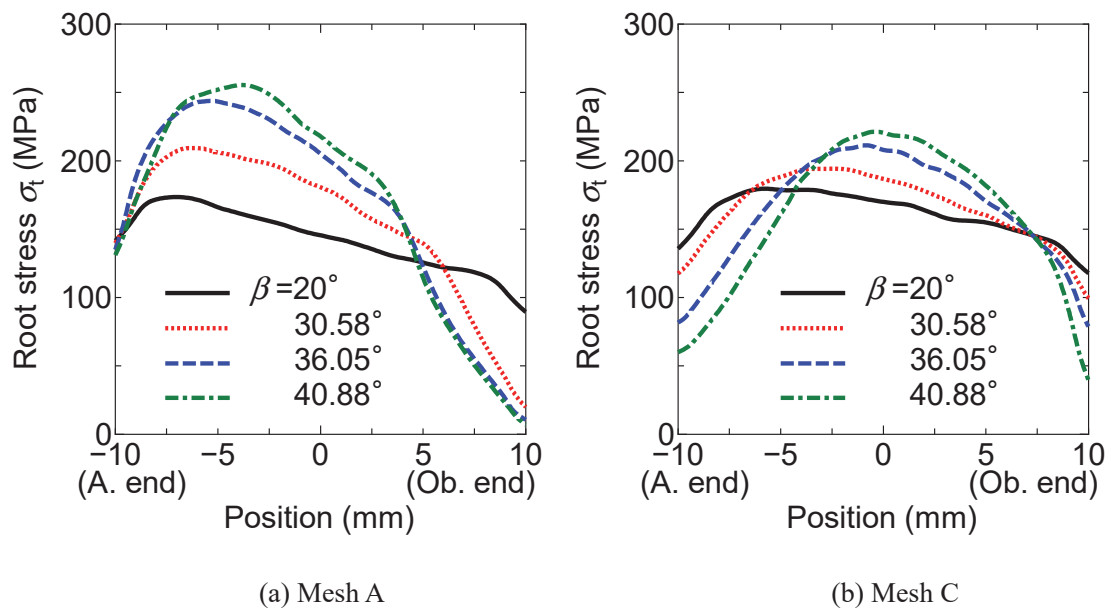 300
200
100
0
Root stress σt (MPa)
β=20°
30.58°
36.05°
40.88°
−10 −5 0 5 10
(A. end) (Ob. end)
Position (mm)
(a) Mesh A
300
200
100
0
Root stress σt (MPa)
β=20°
30.58°
36.05°
40.88°
−10 −5 0 5 10
(A. end) (Ob. end)
Position (mm)
(b) Mesh C